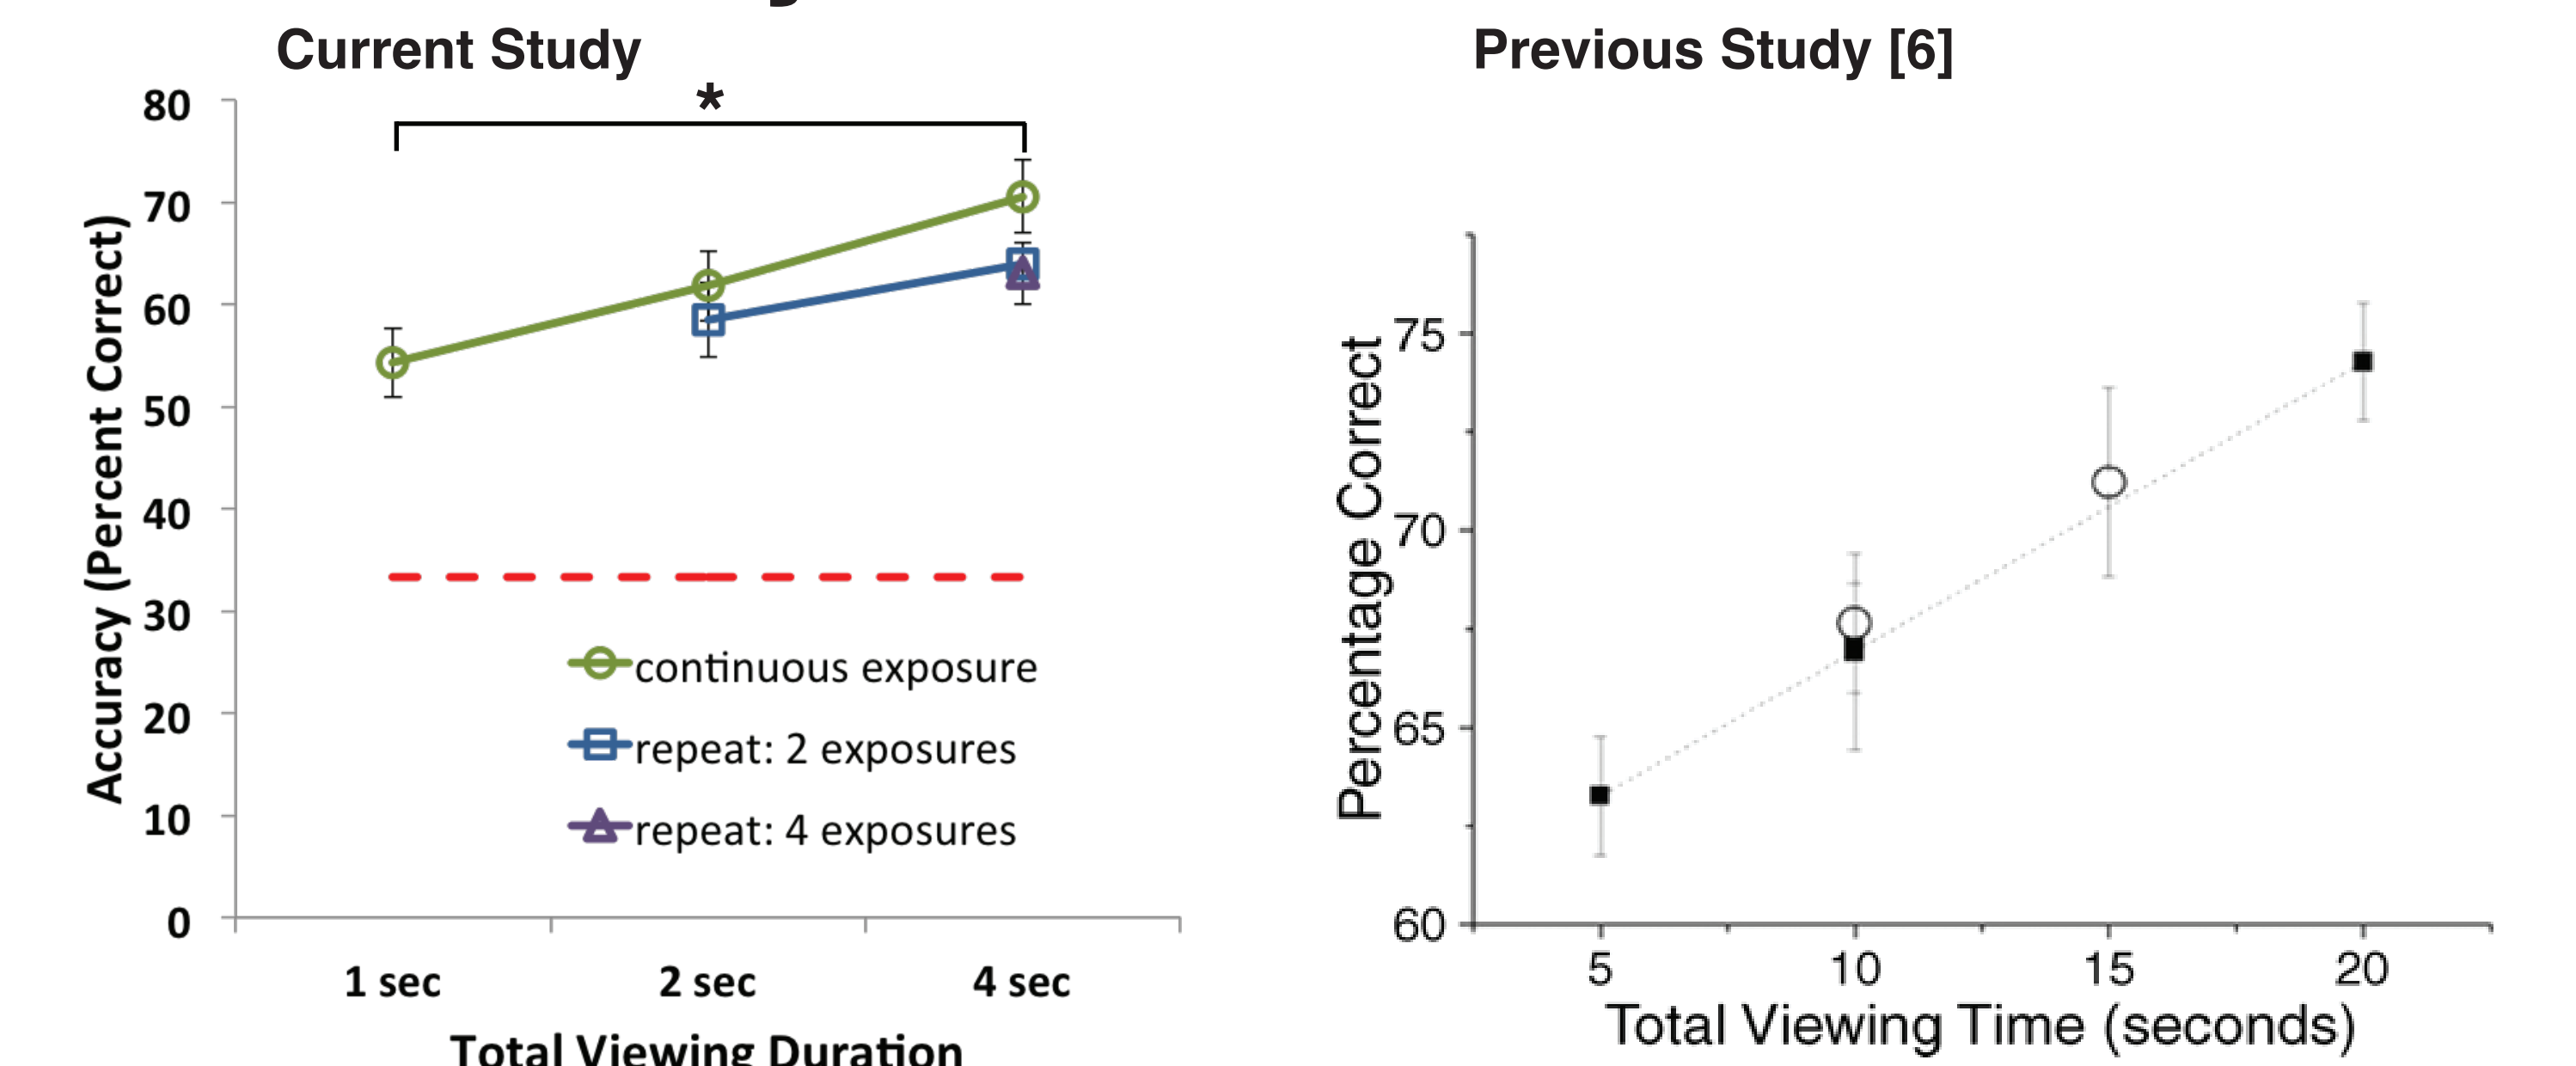 Current Study
*
80
70
60
50
40
30
20
10
0
Accuracy (Percent Correct)
continuous exposure
repeat: 2 exposures
repeat: 4 exposures
1 sec 2 sec 4 sec
Total Viewing Duration
Previous Study [6]
75
70
65
60
Percentage Correct
5 10 15 20
Total Viewing Time (seconds)